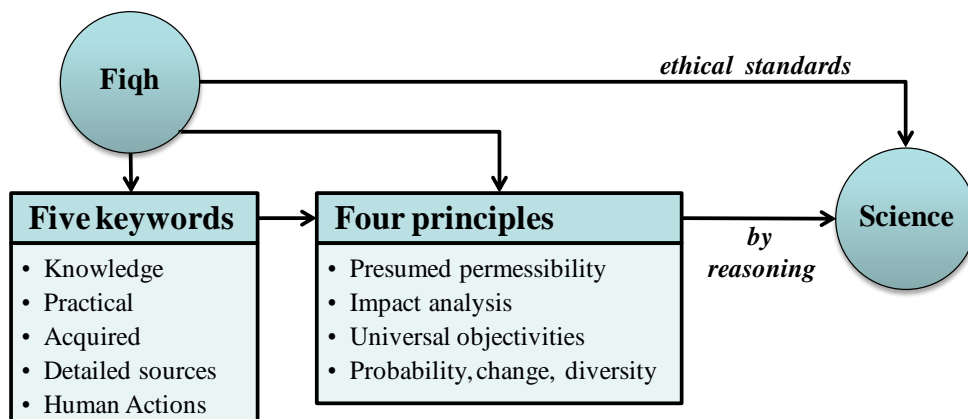 Fiqh
ethical standards
Five keywords
• Knowledge
• Practical
• Acquired
• Detailed sources
• Human Actions
Four principles
• Presumed permessibility
• Impact analysis
• Universal objectivities
• Probability, change, diversity
by
reasoning
Science